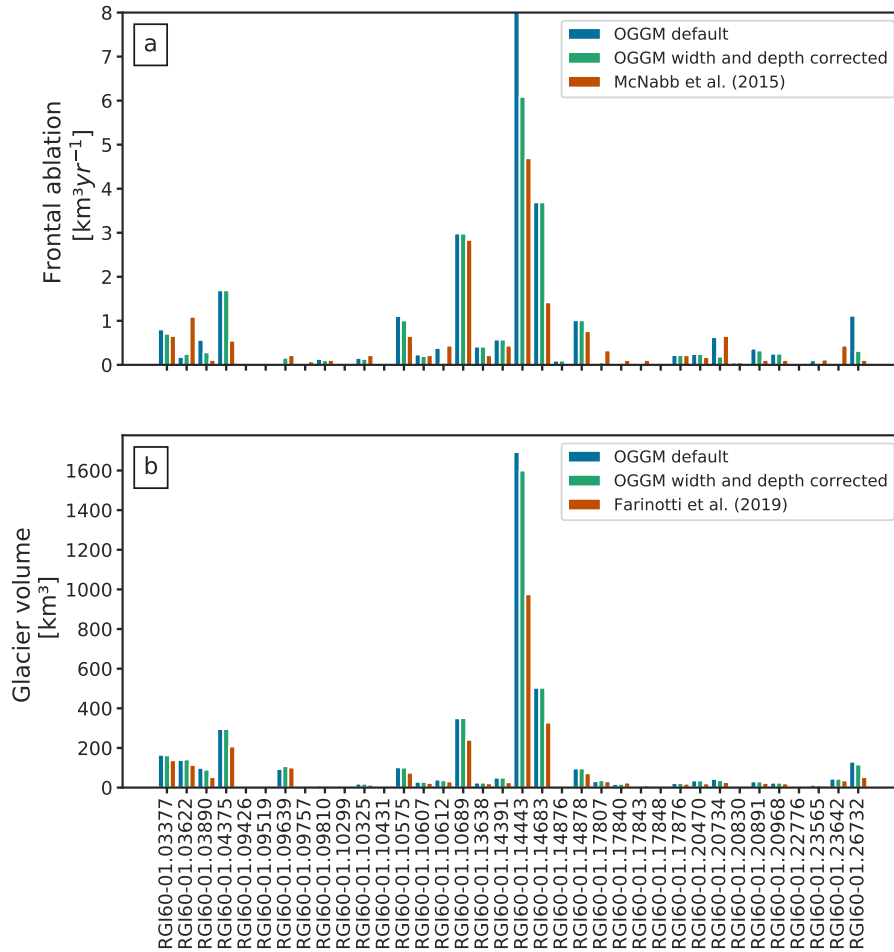 a
OGGM default
OGGM width and depth corrected
McNabb et al. (2015)
Frontal ablation
[km³yr⁻¹]
8
7
6
5
4
3
2
1
0
b
OGGM default
OGGM width and depth corrected
Farinotti et al. (2019)
Glacier volume
[km³]
1600
1400
1200
1000
800
600
400
200
0
RGI60-01.03377
RGI60-01.03622
RGI60-01.03890
RGI60-01.04375
RGI60-01.09426
RGI60-01.09519
RGI60-01.09639
RGI60-01.09757
RGI60-01.09810
RGI60-01.10299
RGI60-01.10325
RGI60-01.10431
RGI60-01.10575
RGI60-01.10607
RGI60-01.10612
RGI60-01.10689
RGI60-01.13638
RGI60-01.14391
RGI60-01.14443
RGI60-01.14683
RGI60-01.14876
RGI60-01.14878
RGI60-01.17807
RGI60-01.17840
RGI60-01.17843
RGI60-01.17848
RGI60-01.17876
RGI60-01.20470
RGI60-01.20734
RGI60-01.20830
RGI60-01.20891
RGI60-01.20968
RGI60-01.22776
RGI60-01.23565
RGI60-01.23642
RGI60-01.26732